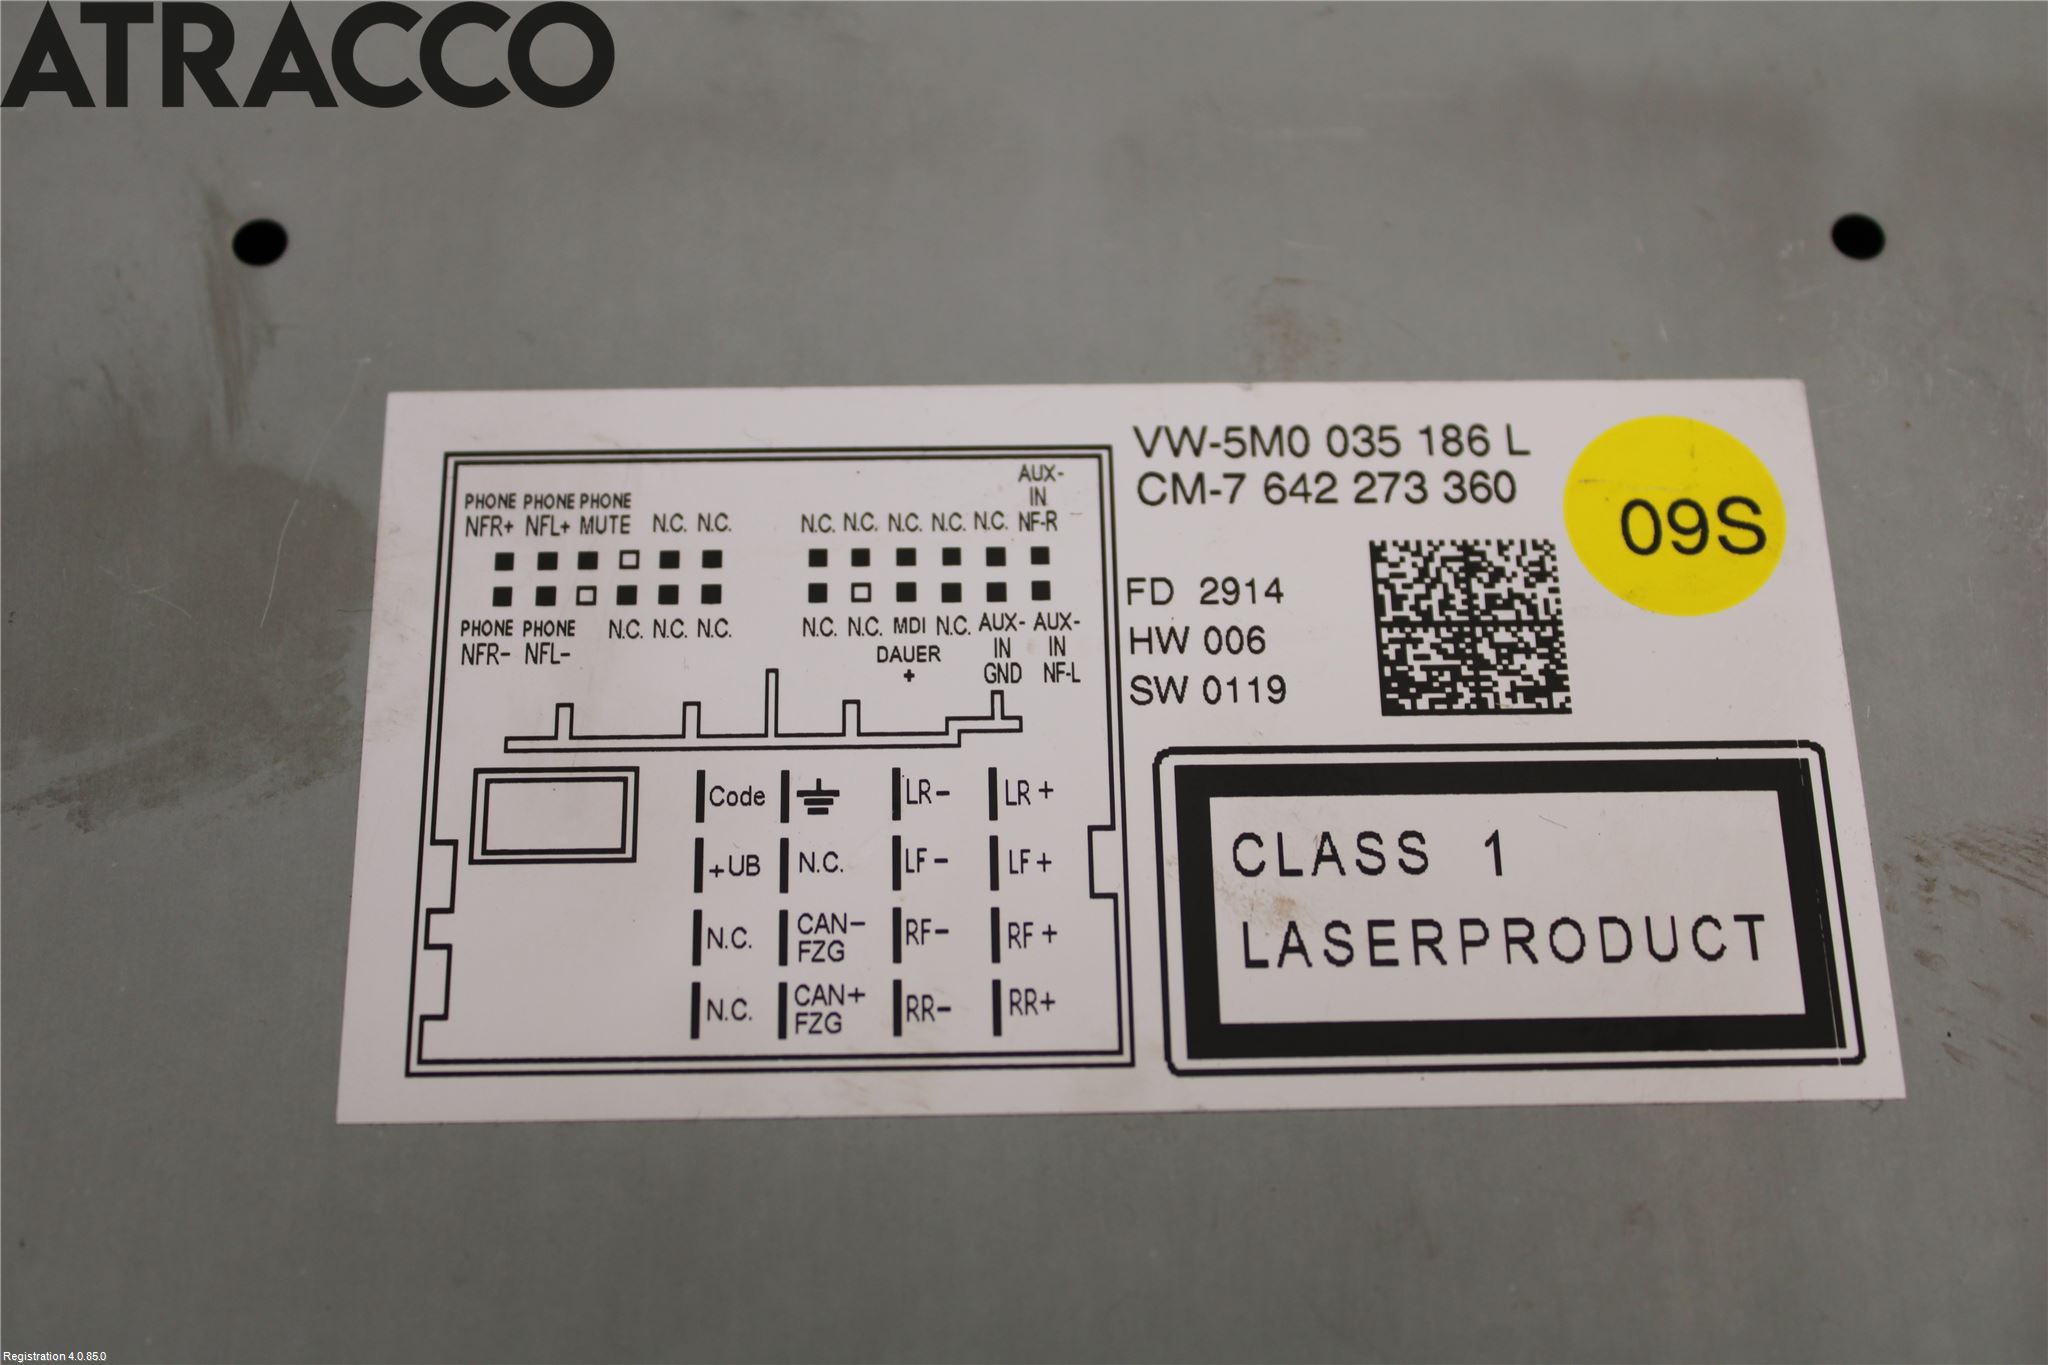 ATRACCO
VW-5M0 035 186 L
CM-7 642 273 360
09S
FD 2914
HW 006
SW 0119
CLASS 1
LASERPRODUCT
AUX-
PHONE PHONE PHONE IN
NFR+ NFL+ MUTE N.C. N.C. N.C. N.C. N.C. N.C. N.C. NF-R
PHONE PHONE N.C. N.C. N.C. N.C. N.C. MDI N.C. AUX- AUX-
NFR- NFL- DAUER IN IN
+ GND NF-L
Code LR- LR+
+UB N.C. LF- LF+
N.C. CAN- RF- RF+
FZG
N.C. CAN+ RR- RR+
FZG
Registration 4.0.85.0